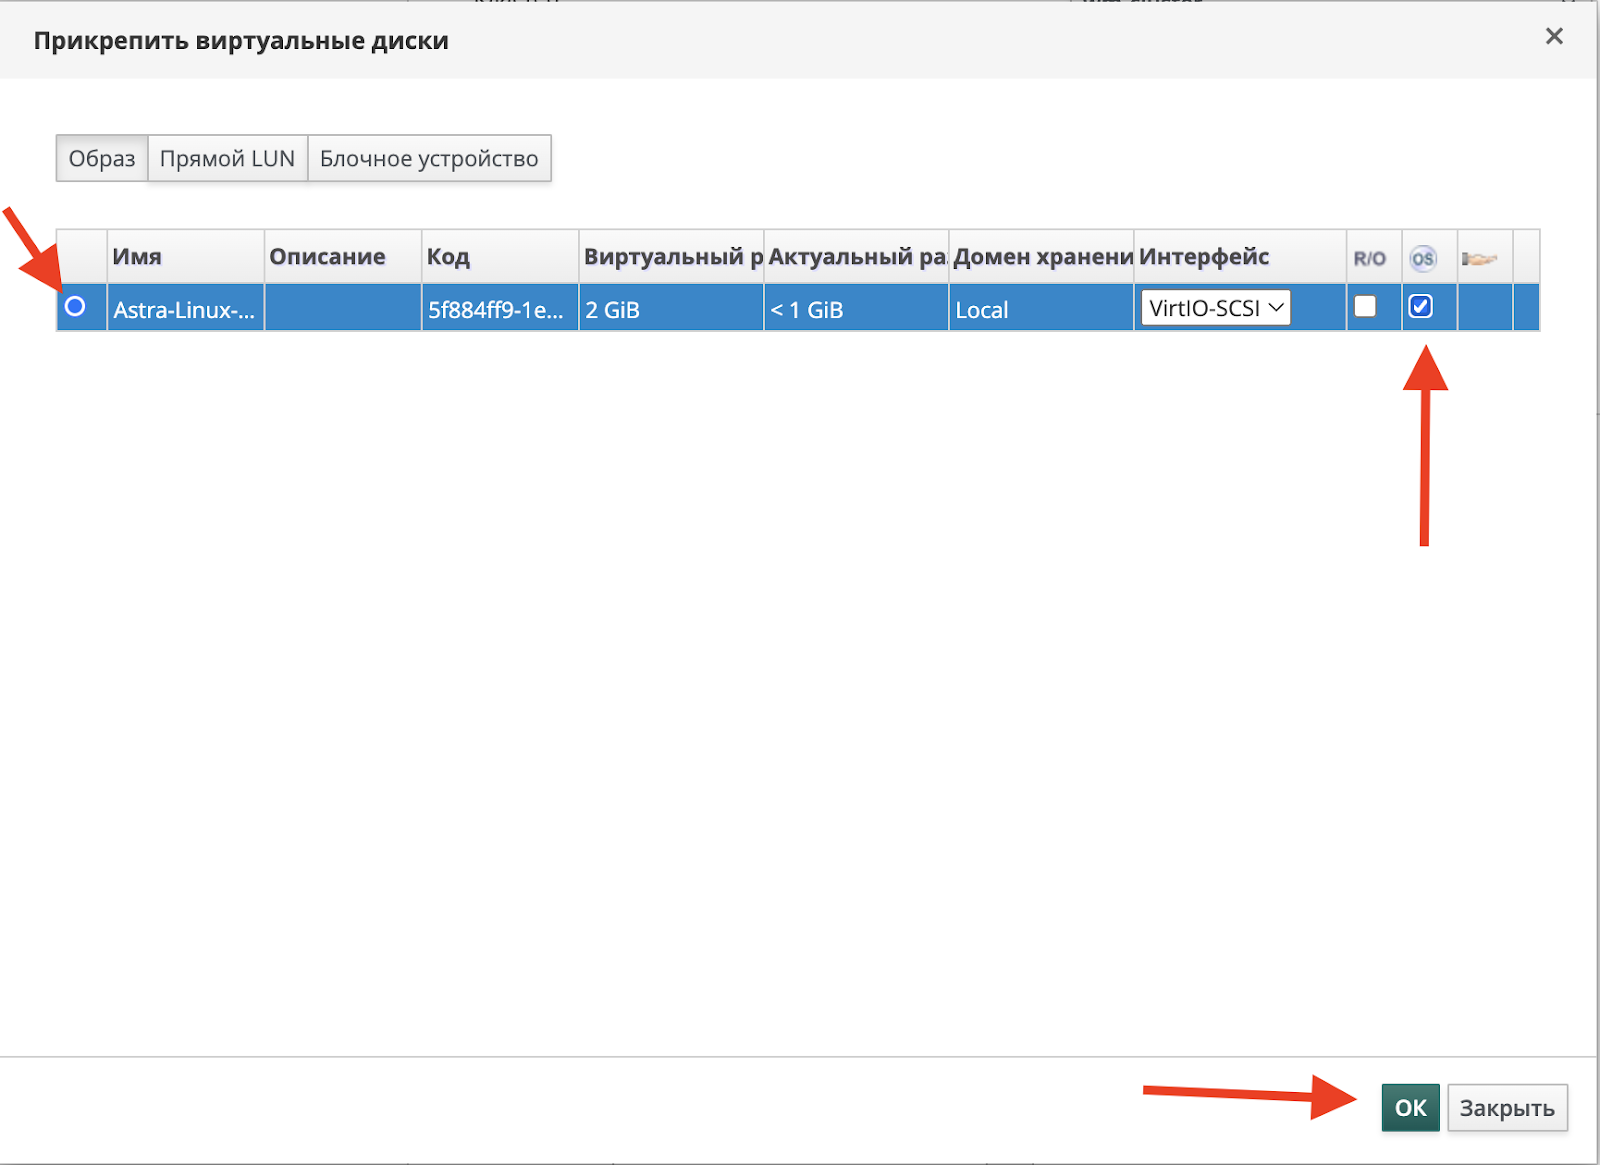 Прикрепить виртуальные диски
Образ Прямой LUN Блочное устройство
Имя Описание Код Виртуальный р Актуальный ра Домен хранени Интерфейс R/O OS
Astra-Linux-... 5f884ff9-1e... 2 GiB < 1 GiB Local VirtIO-SCSI
ОК Закрыть